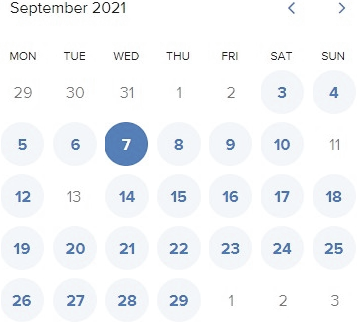 September 2021
MON TUE WED THU FRI SAT SUN
29 30 31 1 2 3 4
5 6 7 8 9 10 11
12 13 14 15 16 17 18
19 20 21 22 23 24 25
26 27 28 29 1 2 3